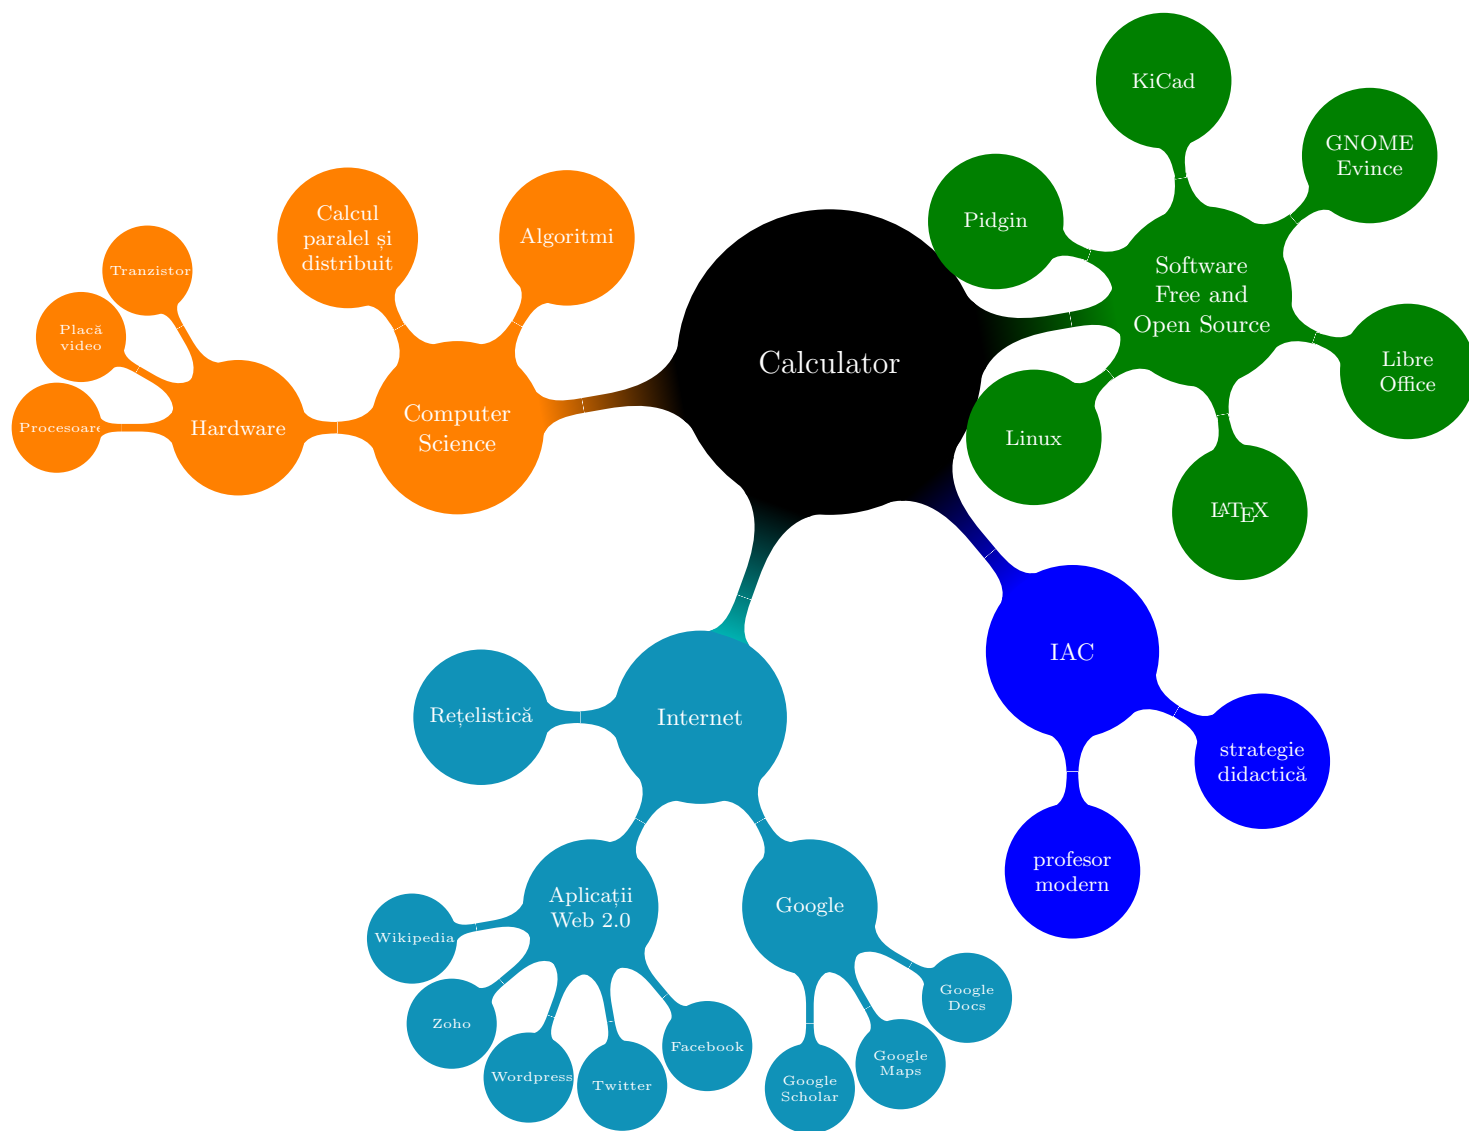 KiCad
GNOME
Evince
Pidgin
Software
Free and
Open Source
Libre
Office
Linux
LATEX
Calculator
Calcul
paralel și
distribuit
Algoritmi
Tranzistor
Placă
video
Procesoare
Hardware
Computer
Science
IAC
strategie
didactică
profesor
modern
Internet
Rețelistică
Aplicații
Web 2.0
Google
Wikipedia
Zoho
Wordpress
Twitter
Facebook
Google
Scholar
Google
Maps
Google
Docs